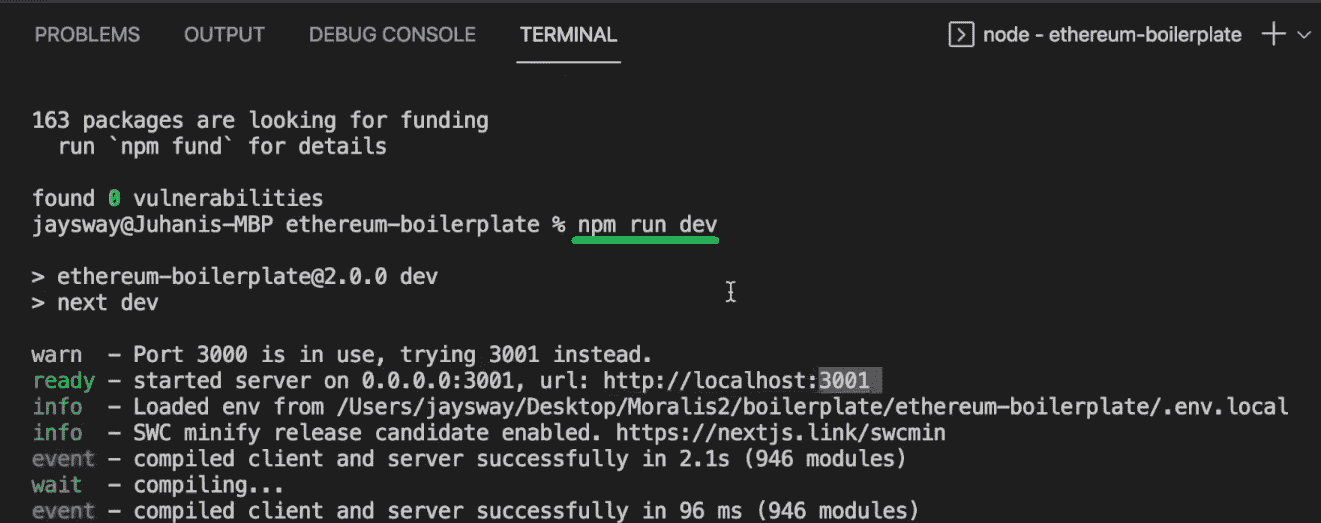 PROBLEMS OUTPUT DEBUG CONSOLE TERMINAL node - ethereum-boilerplate
163 packages are looking for funding
run `npm fund` for details
found 0 vulnerabilities
jaysway@Juhanis-MBP ethereum-boilerplate % npm run dev
> ethereum-boilerplate@2.0.0 dev
> next dev
warn - Port 3000 is in use, trying 3001 instead.
ready - started server on 0.0.0.0:3001, url: http://localhost:3001
info - Loaded env from /Users/jaysway/Desktop/Moralis2/boilerplate/ethereum-boilerplate/.env.local
info - SWC minify release candidate enabled. https://nextjs.link/swcmin
event - compiled client and server successfully in 2.1s (946 modules)
wait - compiling...
event - compiled client and server successfully in 96 ms (946 modules)